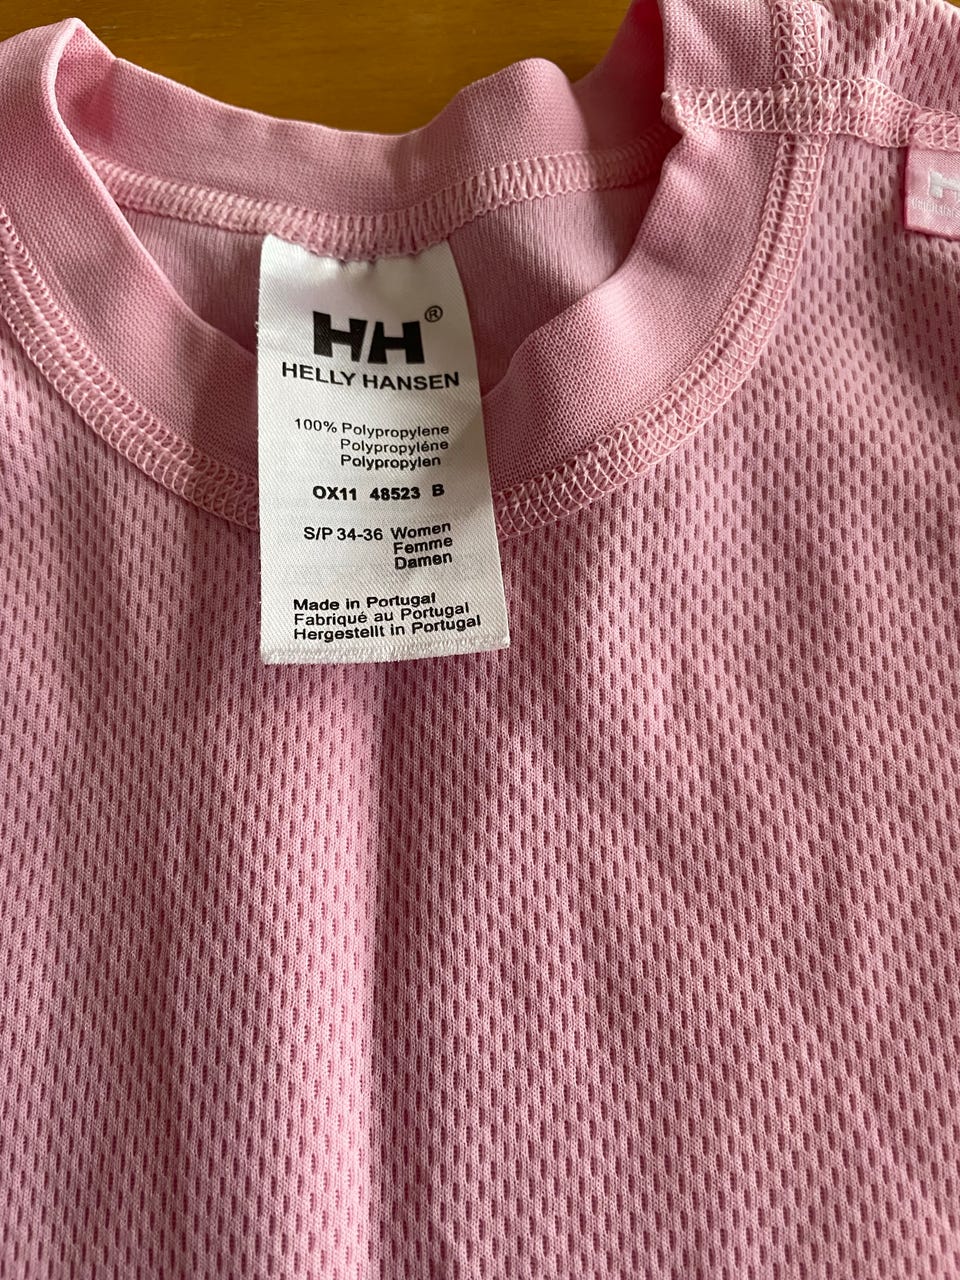 HH®
HELLY HANSEN
100% Polypropylene
Polypropyléne
Polypropylen
OX11 48523 B
S/P 34-36 Women
Femme
Damen
Made in Portugal
Fabriqué au Portugal
Hergestellt in Portugal